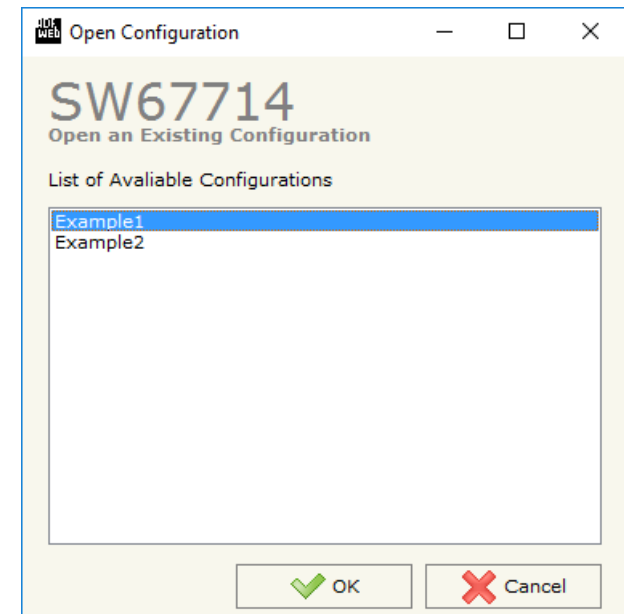 Open Configuration
SW67714
Open an Existing Configuration
List of Avaliable Configurations
Example1
Example2
OK
Cancel